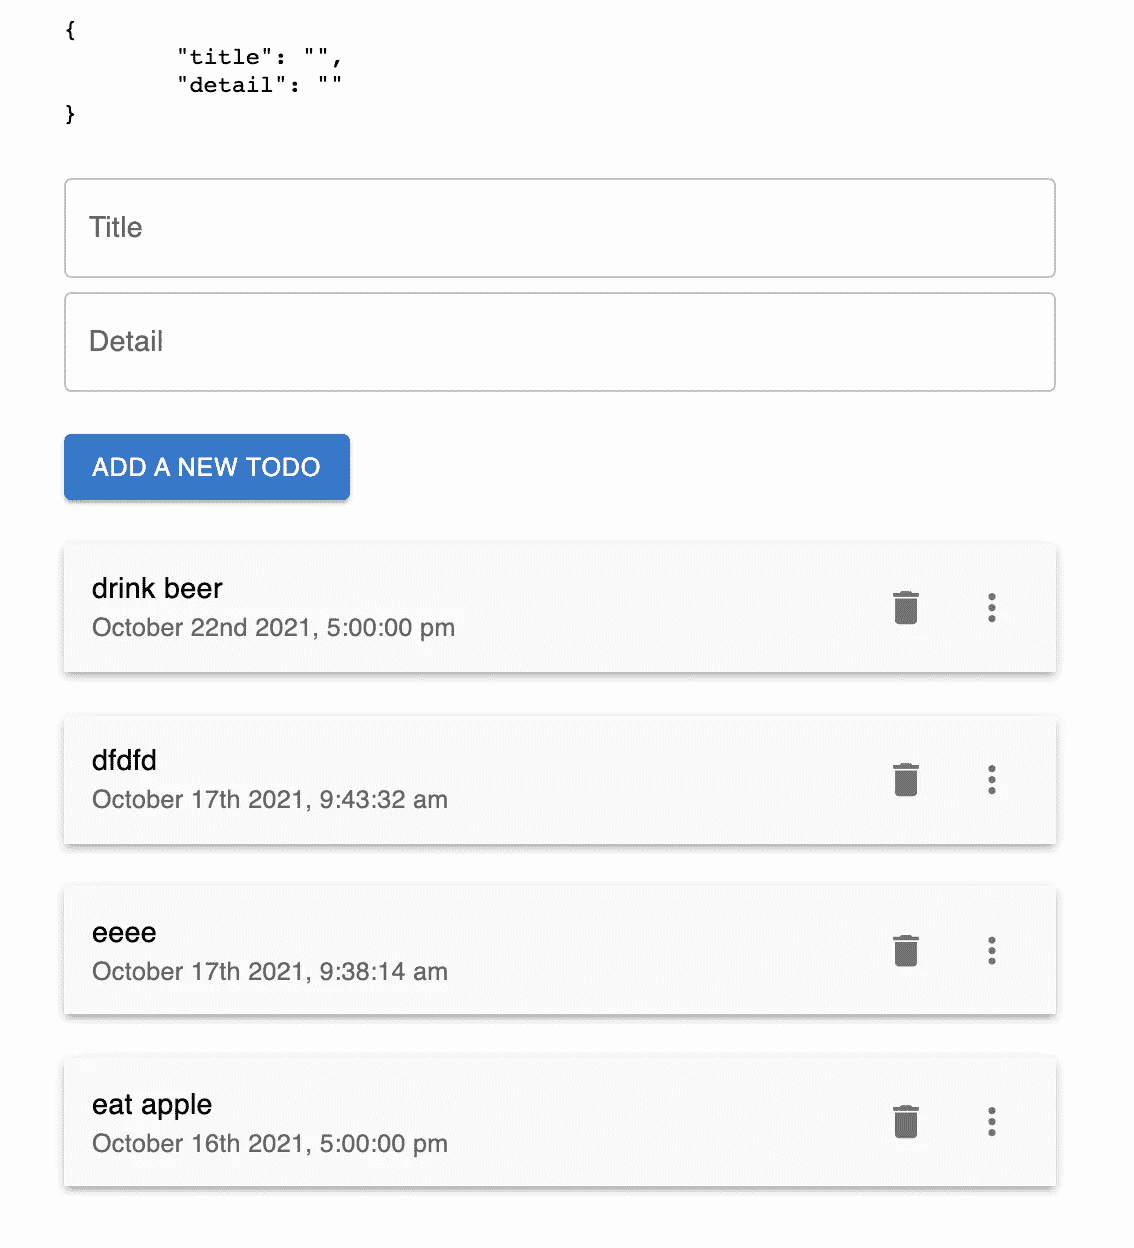 {
"title": "",
"detail": ""
}
Title
Detail
ADD A NEW TODO
drink beer
October 22nd 2021, 5:00:00 pm
dfdfd
October 17th 2021, 9:43:32 am
eeee
October 17th 2021, 9:38:14 am
eat apple
October 16th 2021, 5:00:00 pm